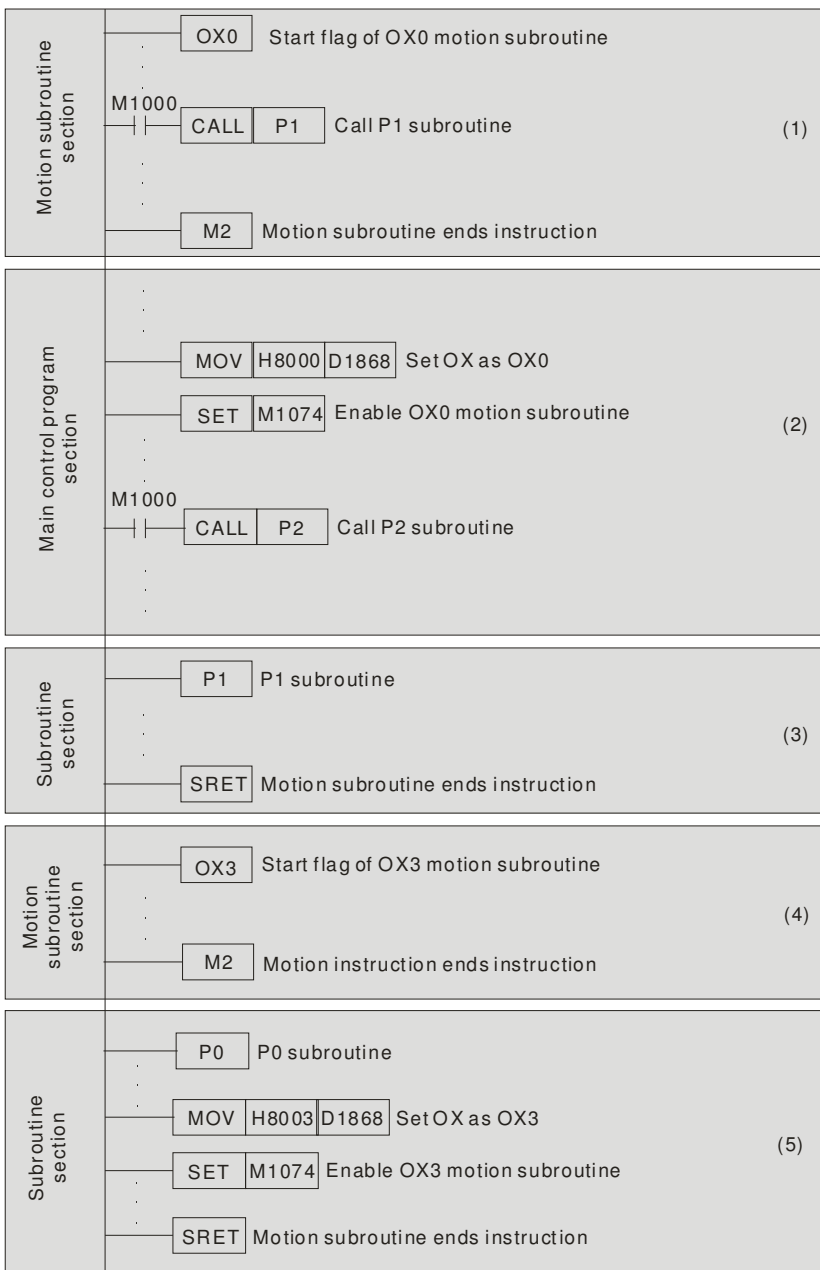 Motion subroutine
section
OX0 Start flag of OX0 motion subroutine
M1000
CALL P1 Call P1 subroutine
(1)
M2 Motion subroutine ends instruction
Main control program
section
MOV H8000 D1868 Set OX as OX0
SET M1074 Enable OX0 motion subroutine
(2)
M1000
CALL P2 Call P2 subroutine
Subroutine
section
P1 P1 subroutine
(3)
SRET Motion subroutine ends instruction
Motion
subroutine
section
OX3 Start flag of OX3 motion subroutine
(4)
M2 Motion instruction ends instruction
Subroutine
section
P0 P0 subroutine
MOV H8003 D1868 Set OX as OX3
(5)
SET M1074 Enable OX3 motion subroutine
SRET Motion subroutine ends instruction